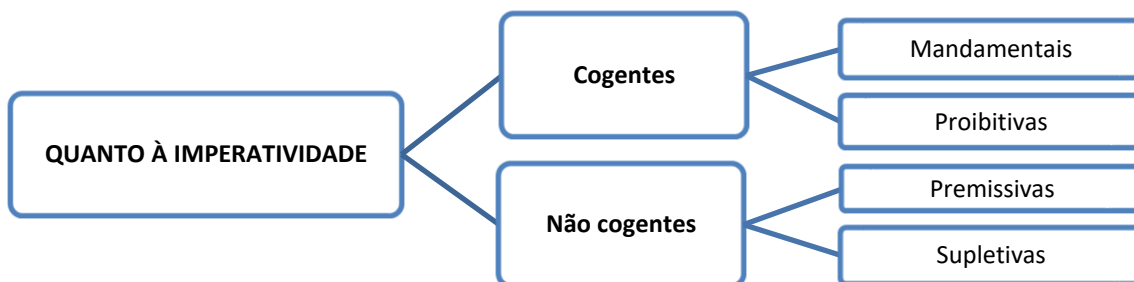 QUANTO À IMPERATIVIDADE
Cogentes
Mandamentais
Proibitivas
Não cogentes
Premissivas
Supletivas